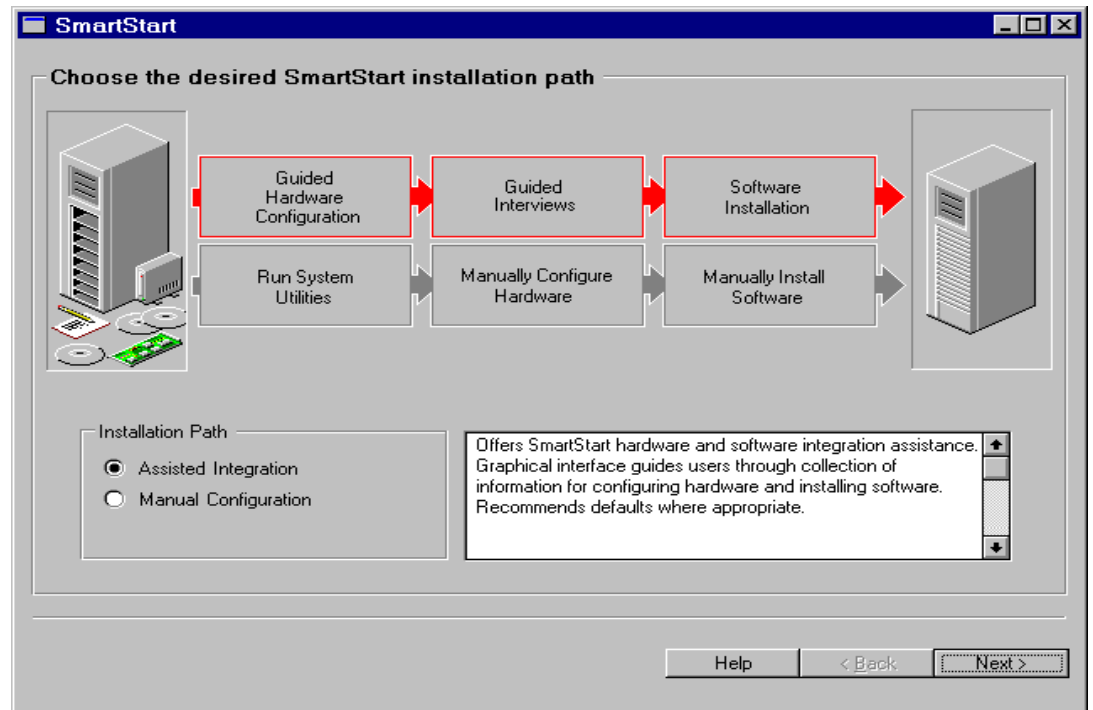 SmartStart
Choose the desired SmartStart installation path
Guided
Hardware
Configuration
Guided
Interviews
Software
Installation
Run System
Utilities
Manually Configure
Hardware
Manually Install
Software
Installation Path
Assisted Integration
Manual Configuration
Offers SmartStart hardware and software integration assistance.
Graphical interface guides users through collection of
information for configuring hardware and installing software.
Recommends defaults where appropriate.
Help
< Back
Next >